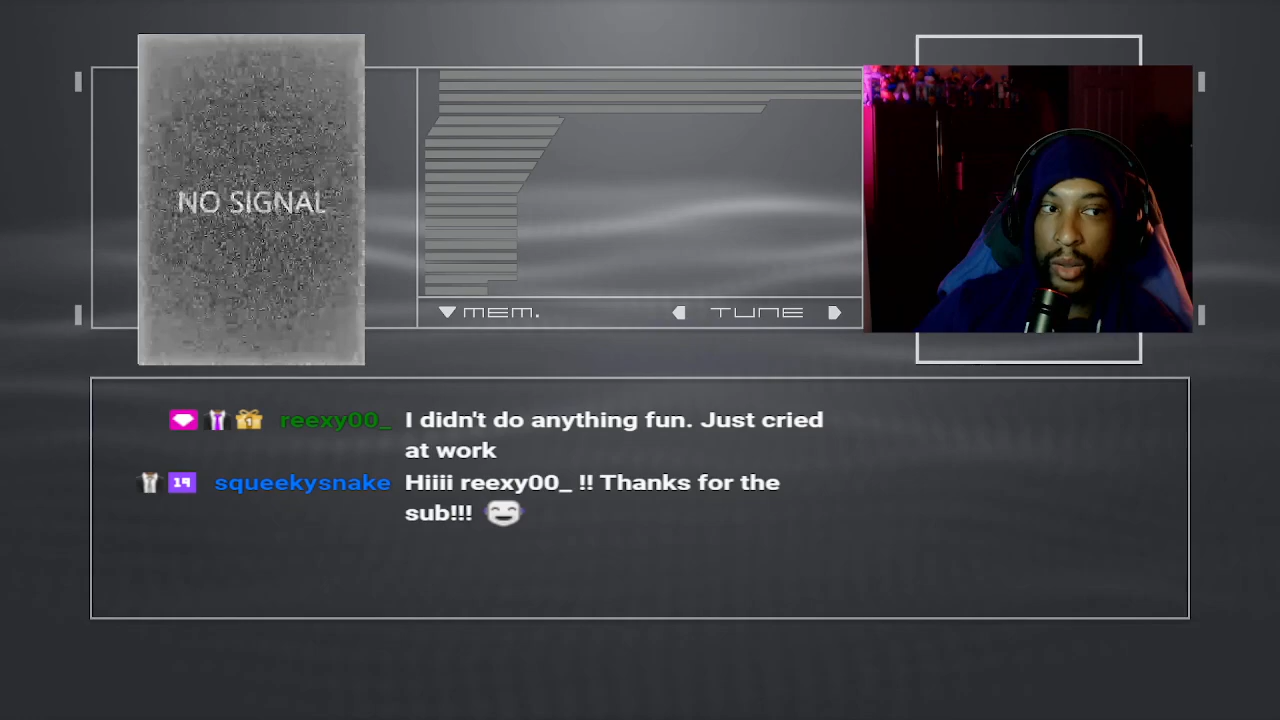 NO SIGNAL
MEM.
TUNE
reexy00_ I didn't do anything fun. Just cried
at work
19 squeekysnake Hiiii reexy00_ !! Thanks for the
sub!!!